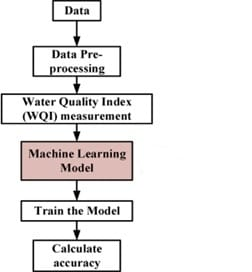 Data
Data Pre-
processing
Water Quality Index
(WQI) measurement
Machine Learning
Model
Train the Model
Calculate
accuracy